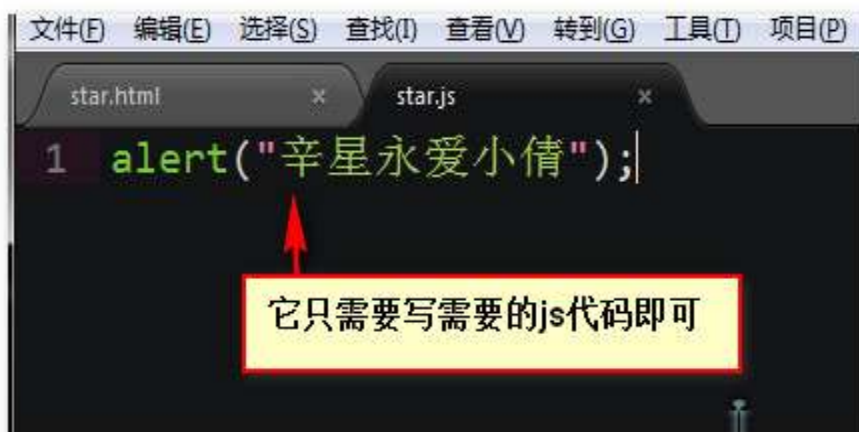 文件(F) 编辑(E) 选择(S) 查找(I) 查看(V) 转到(G) 工具(T) 项目(P)
star.html × star.js ×
1 alert("辛星永爱小倩");
它只需要写需要的js代码即可